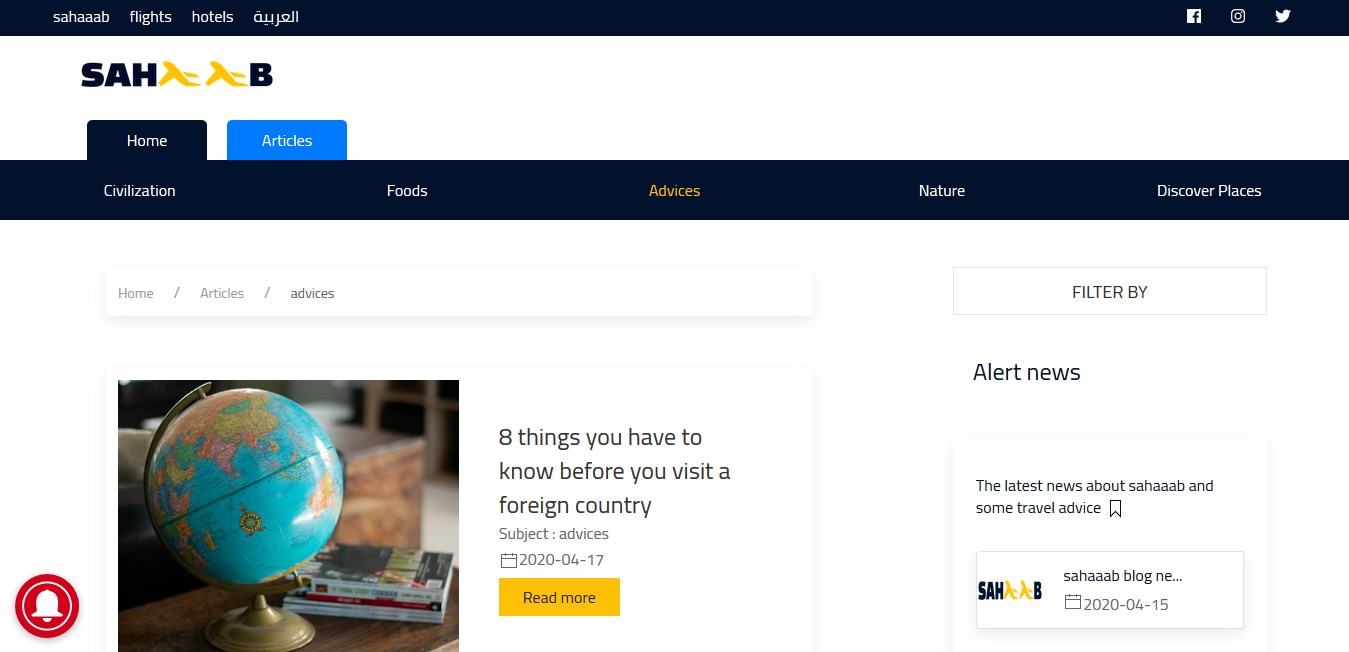 sahaaab flights hotels العربية
SAHAAB
Home Articles
Civilization Foods Advices Nature Discover Places
Home / Articles / advices
FILTER BY
Alert news
8 things you have to
know before you visit a
foreign country
Subject : advices
2020-04-17
Read more
The latest news about sahaaab and
some travel advice
SAHAAB
sahaaab blog ne...
2020-04-15